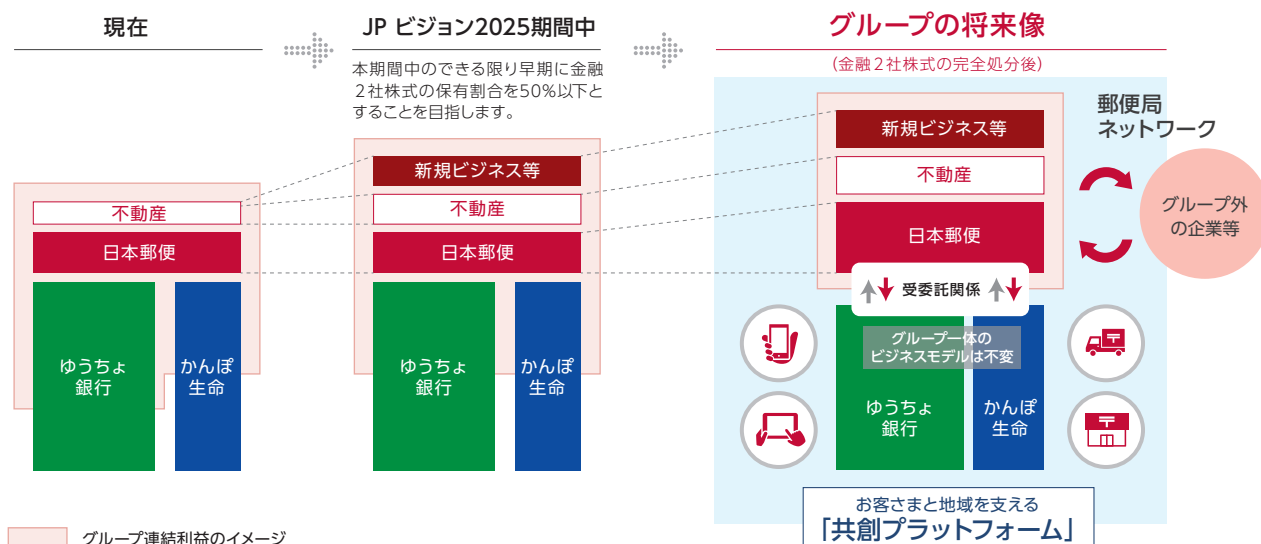 現在
JP ビジョン2025期間中
グループの将来像
(金融2社株式の完全処分後)
本期間中のできる限り早期に金融
2社株式の保有割合を50%以下と
することを目指します。
不動産
日本郵便
ゆうちょ
銀行
かんぽ
生命
新規ビジネス等
不動産
日本郵便
ゆうちょ
銀行
かんぽ
生命
新規ビジネス等
不動産
日本郵便
受委託関係
グループ一体の
ビジネスモデルは不変
ゆうちょ
銀行
かんぽ
生命
郵便局
ネットワーク
グループ外
の企業等
お客さまと地域を支える
「共創プラットフォーム」
グループ連結利益のイメージ